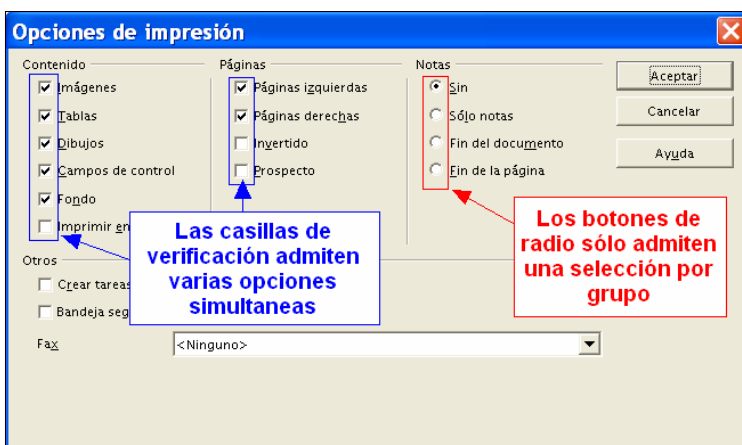 Opciones de impresión
Contenido
Imágenes
Tablas
Dibujos
Campos de control
Fondo
Imprimir en
Páginas
Páginas izquierdas
Páginas derechas
Invertido
Prospecto
Notas
Sin
Sólo notas
Fin del documento
Fin de la página
Aceptar
Cancelar
Ayuda
Las casillas de
verificación admiten
varias opciones
simultaneas
Los botones de
radio sólo admiten
una selección por
grupo
Otros
Crear tareas
Bandeja seg
Fax
<Ninguno>